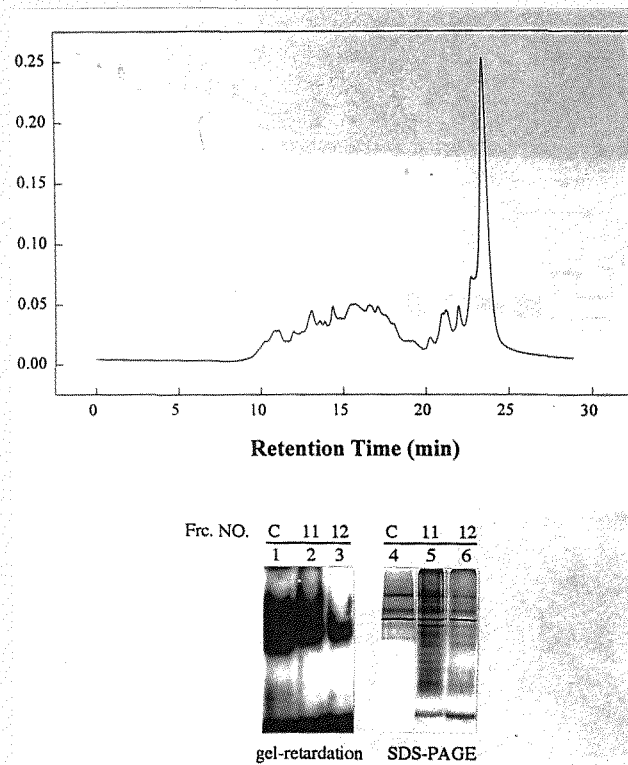 0.25
0.20
0.15
0.10
0.05
0.00
0 5 10 15 20 25 30
Retention Time (min)
Frc. NO. C 11 12 C 11 12
1 2 3 4 5 6
gel-retardation SDS-PAGE